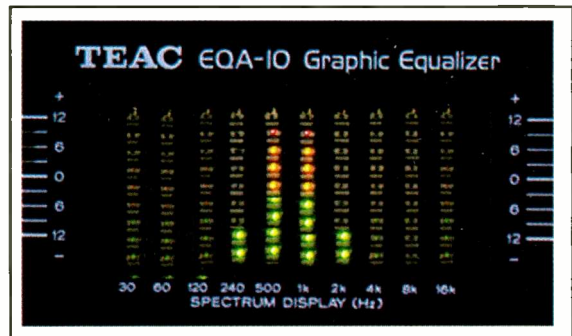 TEAC EQA-10 Graphic Equalizer
+ +
12 12
6 6
0 0
6 6
12 12
− −
30 60 120 240 500 1k 2k 4k 8k 16k
SPECTRUM DISPLAY (Hz)